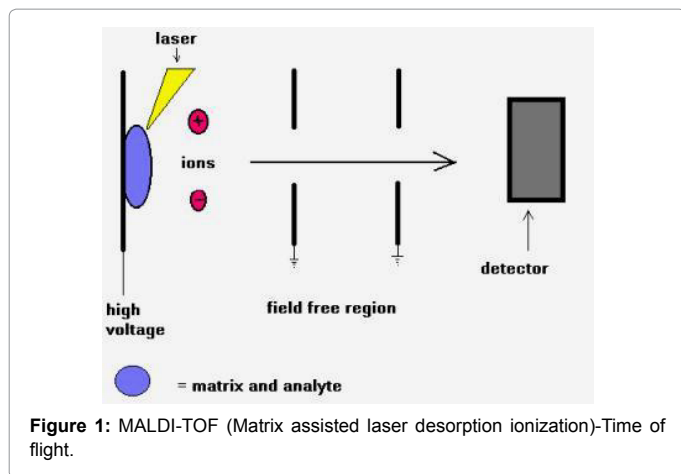 laser
+
ions
-
detector
high
voltage
field free region
= matrix and analyte
Figure 1: MALDI-TOF (Matrix assisted laser desorption ionization)-Time of
flight.